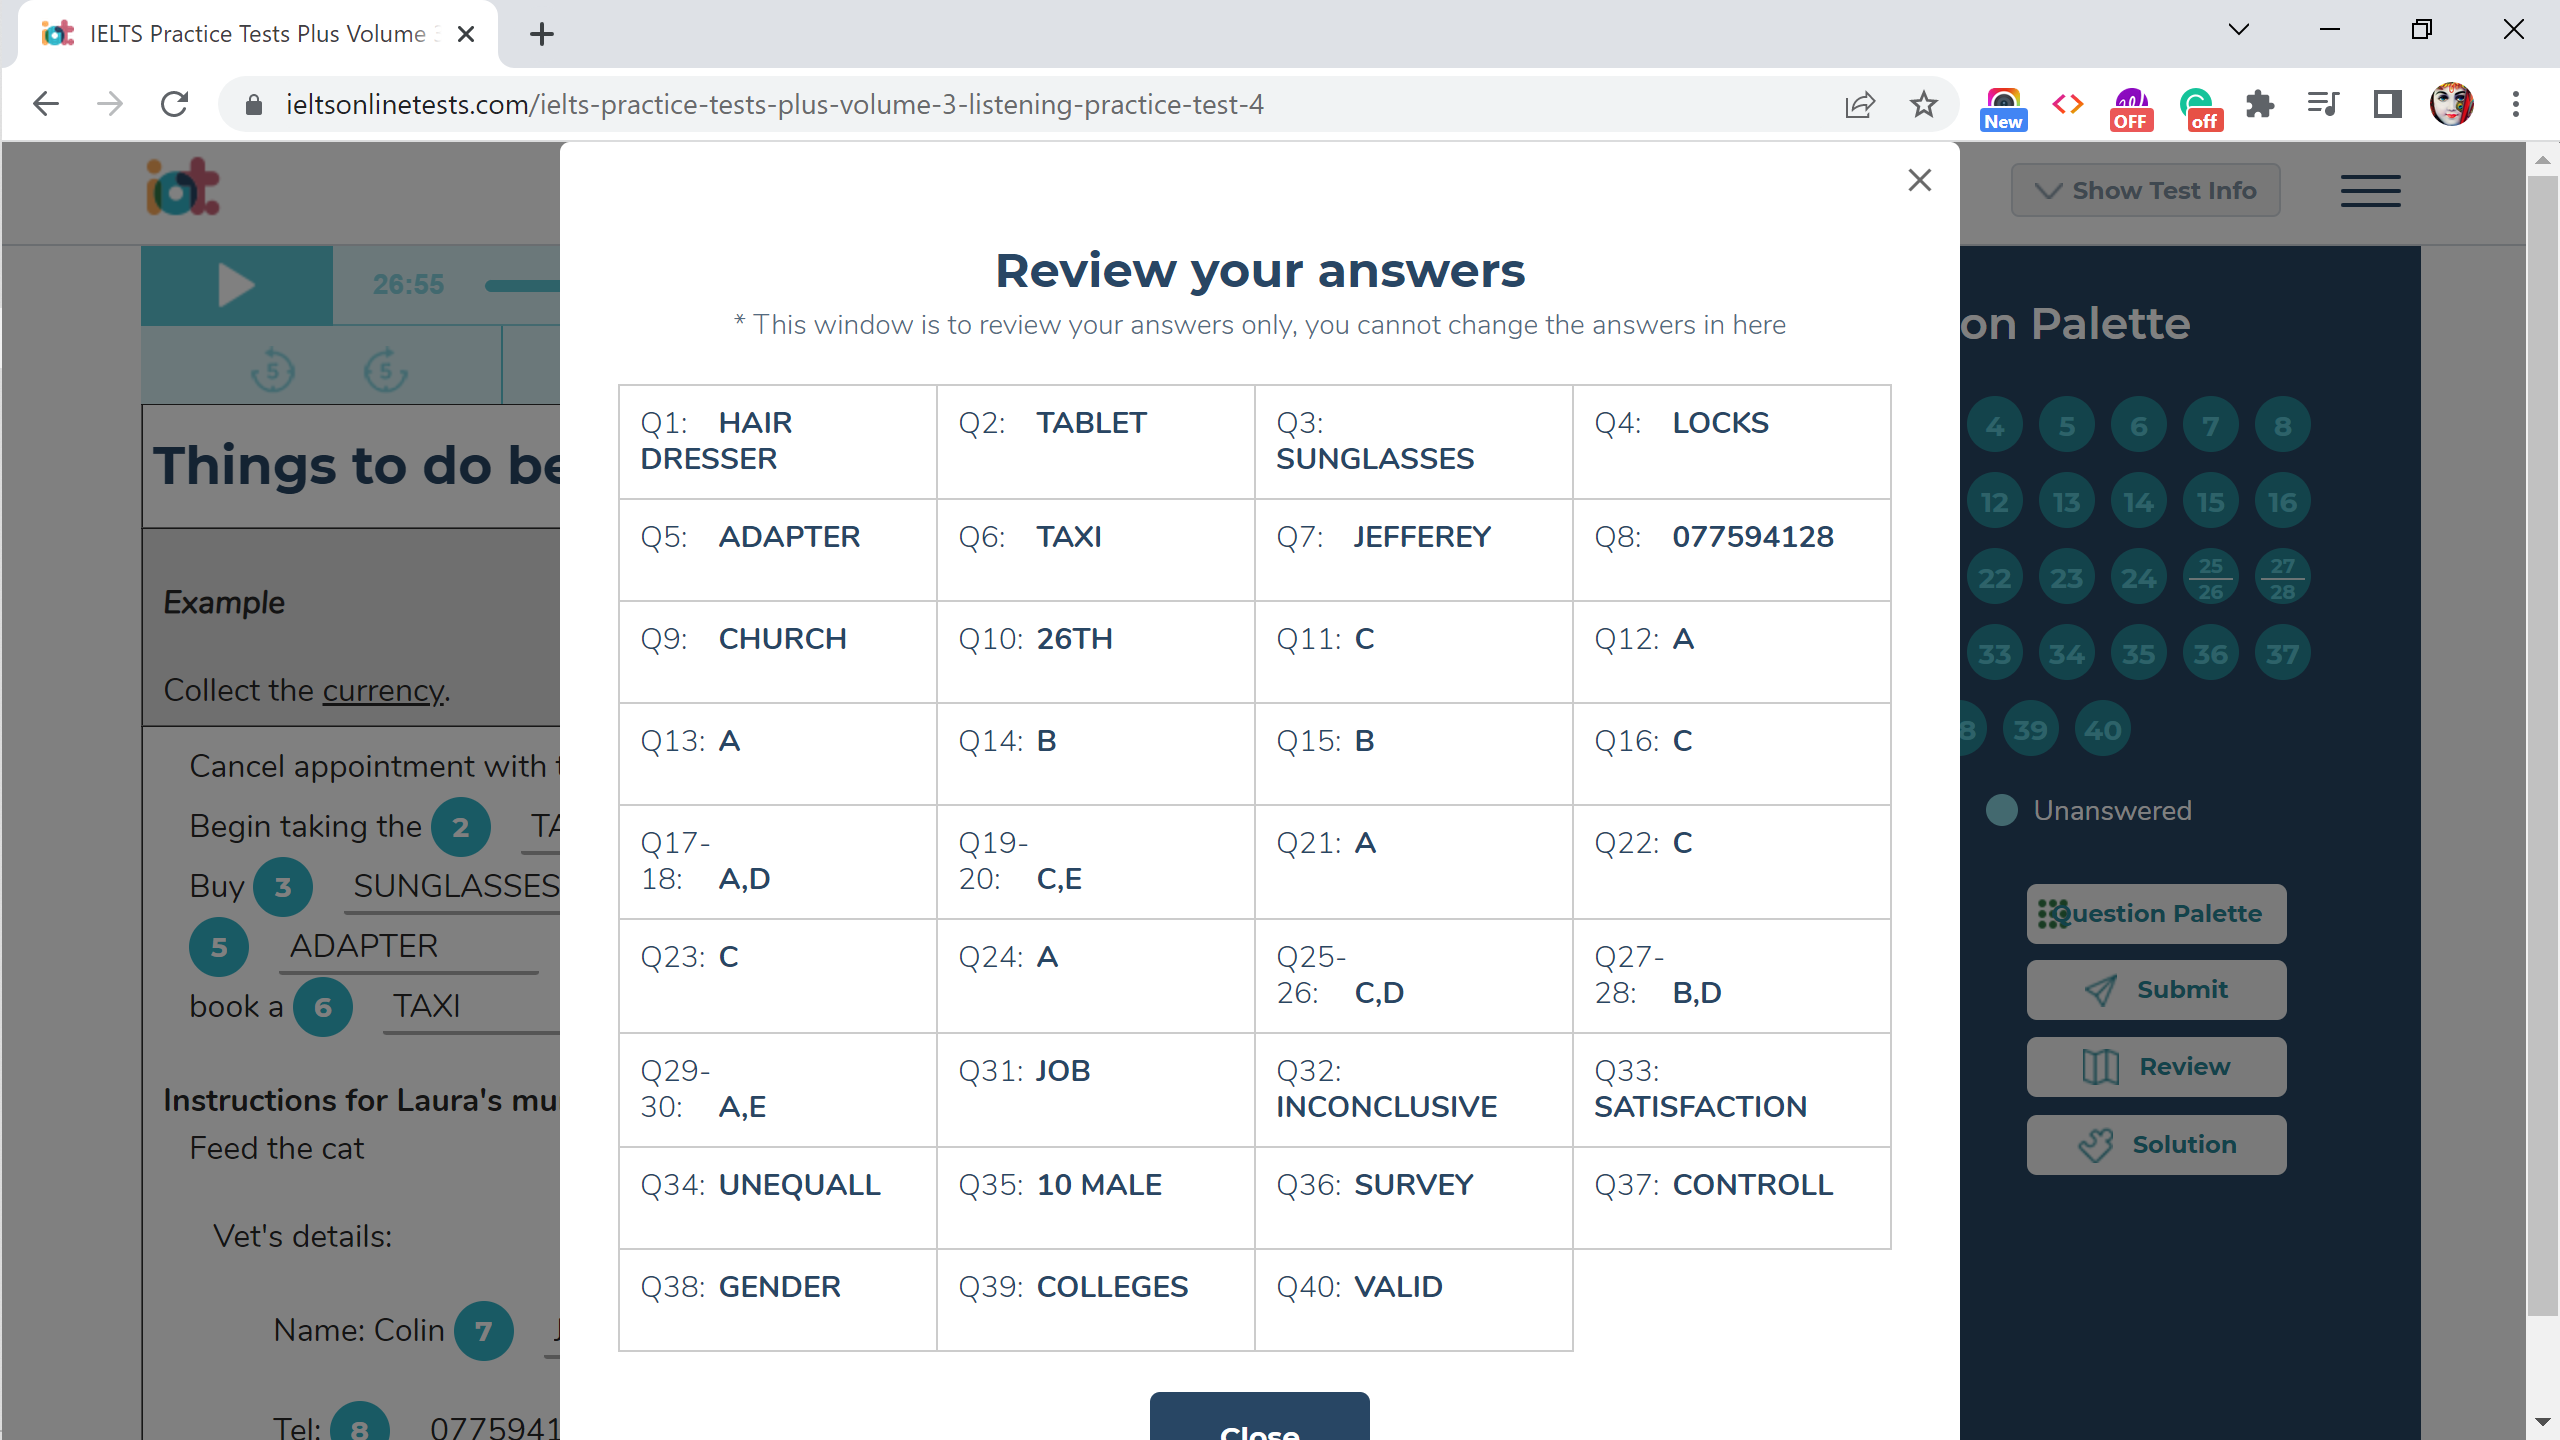 IELTS Practice Tests Plus Volume 3
ieltsonlinetests.com/ielts-practice-tests-plus-volume-3-listening-practice-test-4
New
OFF
off
iot
Show Test Info
26:55
5
5
Things to do be
Example
Collect the currency.
Cancel appointment with t
Begin taking the 2 TA
Buy 3 SUNGLASSES
5 ADAPTER
book a 6 TAXI
Instructions for Laura's mu
Feed the cat
Vet's details:
Name: Colin 7 J
Tel: 8 0775941
Review your answers
* This window is to review your answers only, you cannot change the answers in here
Q1: HAIR
DRESSER
Q2: TABLET
Q3:
SUNGLASSES
Q4: LOCKS
Q5: ADAPTER
Q6: TAXI
Q7: JEFFEREY
Q8: 077594128
Q9: CHURCH
Q10: 26TH
Q11: C
Q12: A
Q13: A
Q14: B
Q15: B
Q16: C
Q17-
18: A,D
Q19-
20: C,E
Q21: A
Q22: C
Q23: C
Q24: A
Q25-
26: C,D
Q27-
28: B,D
Q29-
30: A,E
Q31: JOB
Q32:
INCONCLUSIVE
Q33:
SATISFACTION
Q34: UNEQUALL
Q35: 10 MALE
Q36: SURVEY
Q37: CONTROLL
Q38: GENDER
Q39: COLLEGES
Q40: VALID
Close
on Palette
4 5 6 7 8
12 13 14 15 16
22 23 24 25 26 27 28
33 34 35 36 37
8 39 40
Unanswered
Question Palette
Submit
Review
Solution